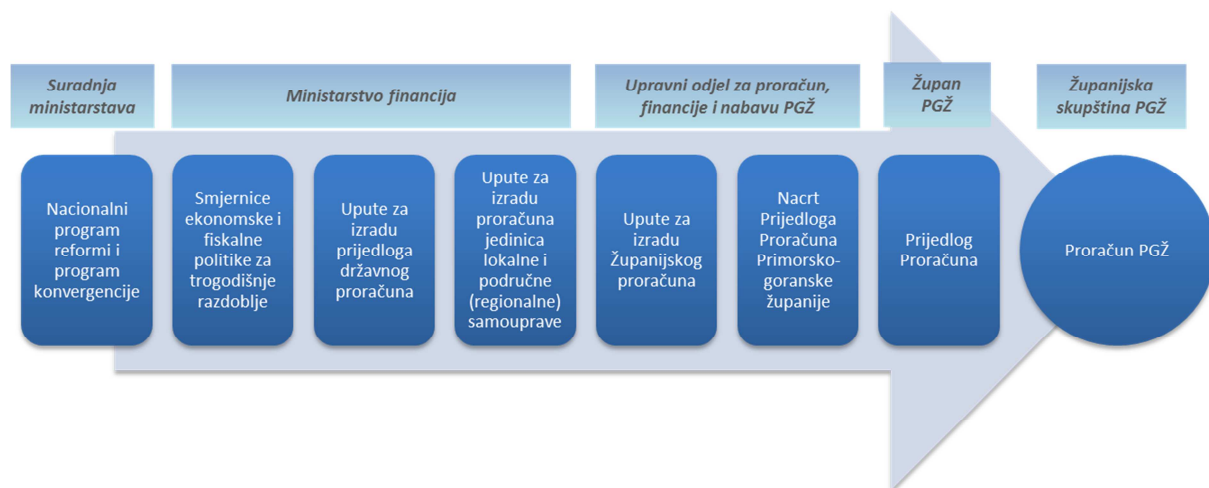 Suradnja
ministarstava
Ministarstvo financija
Upravni odjel za proračun,
financije i nabavu PGŽ
Župan
PGŽ
Županijska
skupština PGŽ
Nacionalni
program
reformi i
program
konvergencije
Smjernice
ekonomske i
fiskalne
politike za
trogodišnje
razdoblje
Upute za
izradu
prijedloga
državnog
proračuna
Upute za
izradu
proračuna
jedinica
lokalne i
područne
(regionalne)
samouprave
Upute za
izradu
Županijskog
proračuna
Nacrt
Prijedloga
Proračuna
Primorsko-
goranske
županije
Prijedlog
Proračuna
Proračun PGŽ